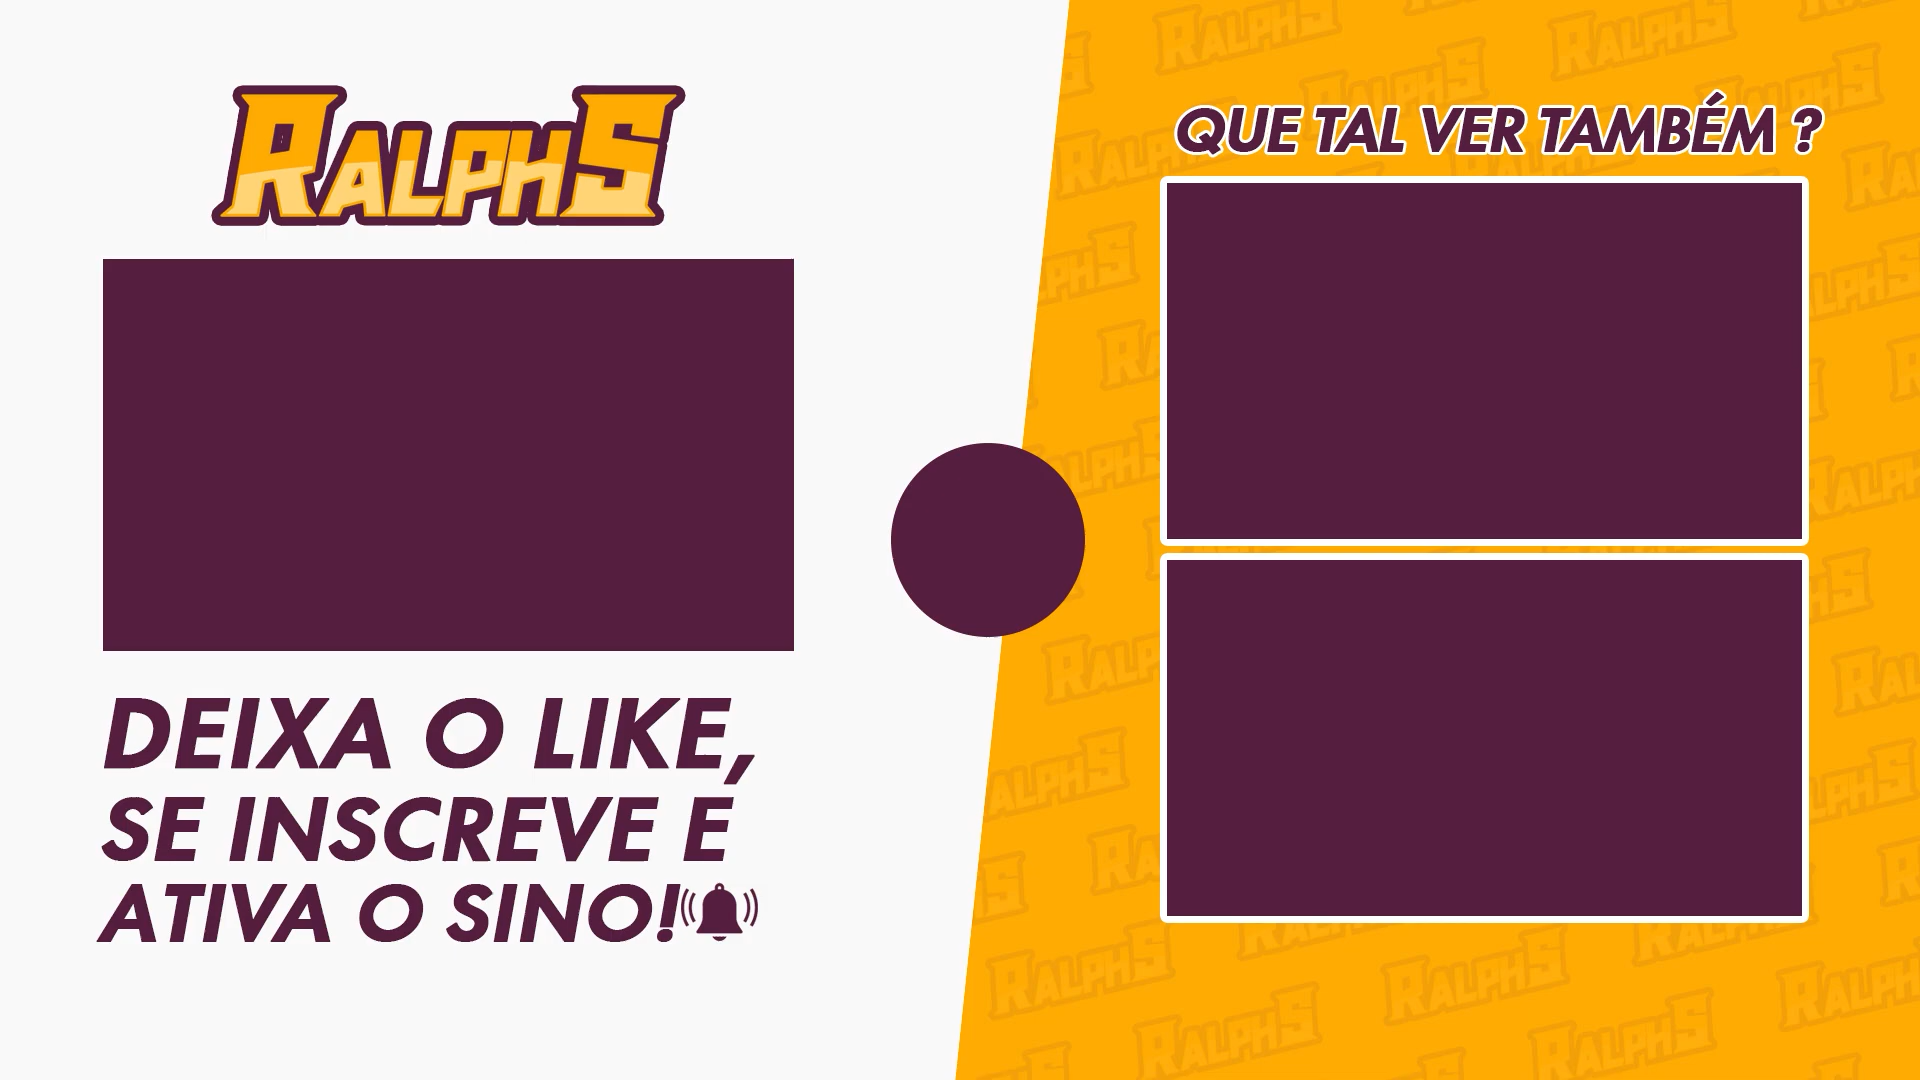 RALPHS
DEIXA O LIKE,
SE INSCREVE E
ATIVA O SINO!
QUE TAL VER TAMBÉM ?